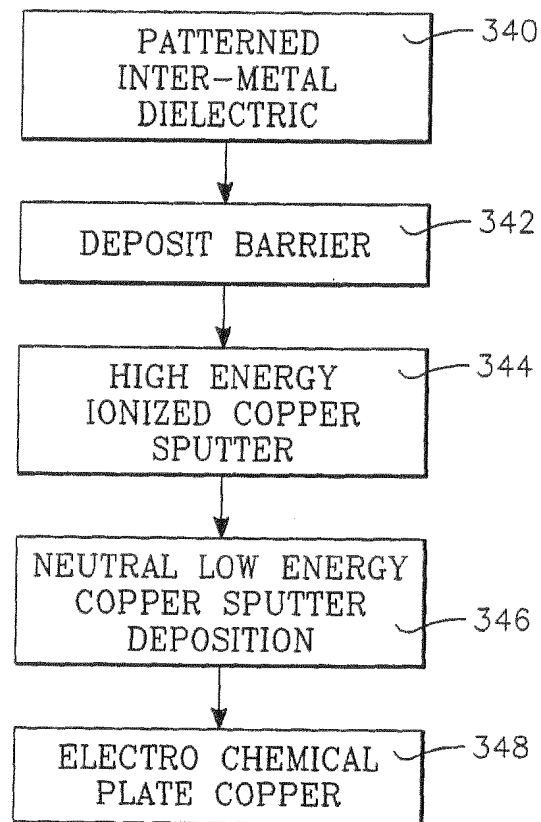 PATTERNED
INTER-METAL
DIELECTRIC
340
DEPOSIT BARRIER
342
HIGH ENERGY
IONIZED COPPER
SPUTTER
344
NEUTRAL LOW ENERGY
COPPER SPUTTER
DEPOSITION
346
ELECTRO CHEMICAL
PLATE COPPER
348